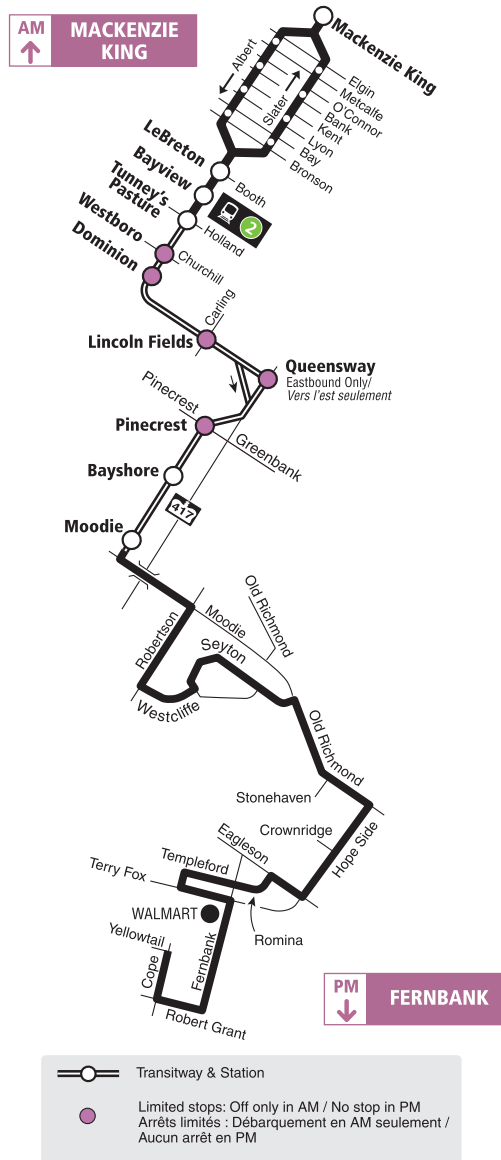 AM
MACKENZIE
KING
Mackenzie King
Albert
Slater
Elgin
Metcalfe
O'Connor
Bank
Kent
Lyon
Bay
Bronson
LeBreton
Booth
Bayview
Tunney's
Pasture
2
Holland
Westboro
Churchill
Dominion
Carling
Lincoln Fields
Queensway
Eastbound Only/
Vers l'est seulement
Pinecrest
Pinecrest
Greenbank
Bayshore
417
Moodie
Robertson
Moodie
Old Richmond
Seyton
Westcliffe
Old Richmond
Stonehaven
Crownridge
Hope Side
Eagleson
Templeford
Terry Fox
WALMART
Romina
Yellowtail
Cope
Fernbank
Robert Grant
PM
FERNBANK
Transitway & Station
Limited stops: Off only in AM / No stop in PM
Arrêts limités : Débarquement en AM seulement /
Aucun arrêt en PM